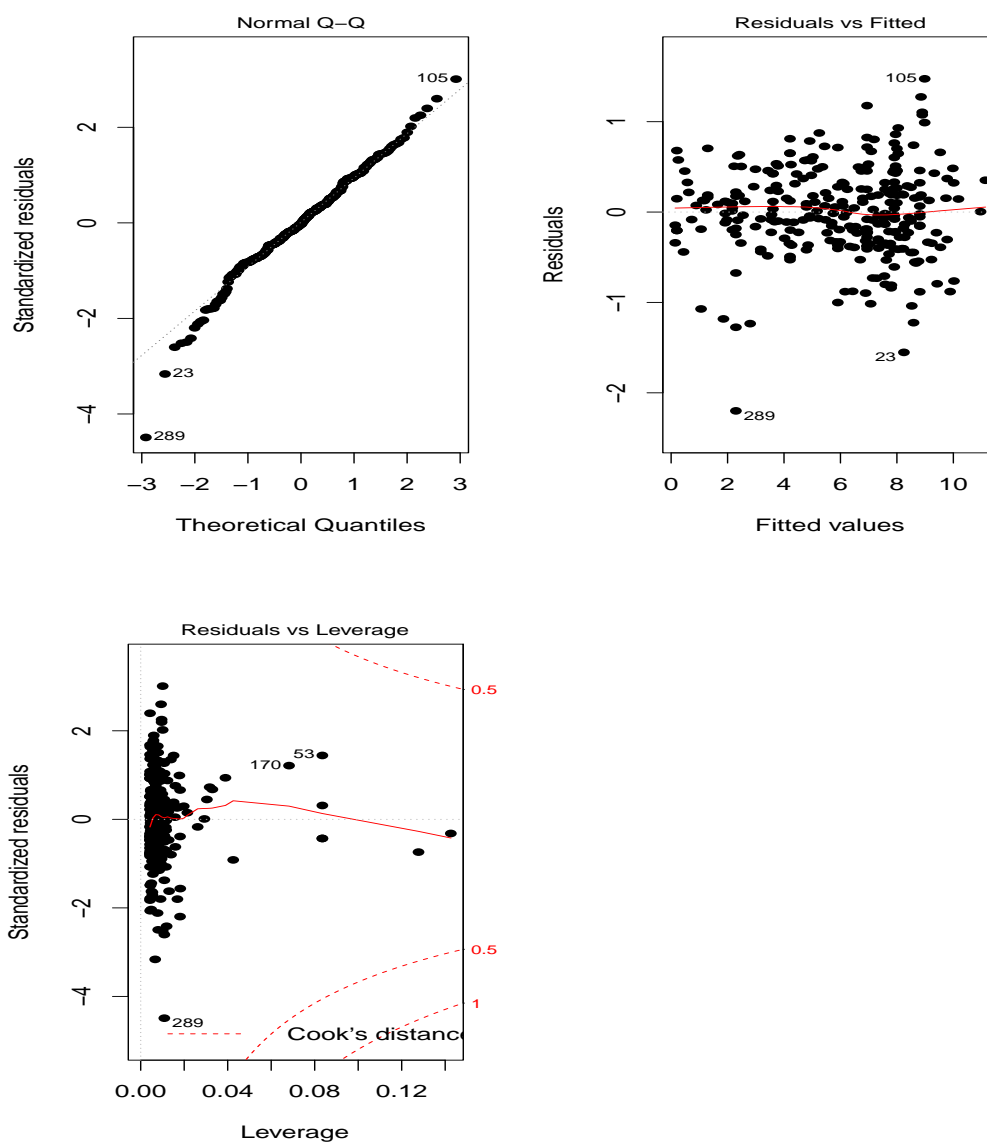 Normal Q−Q
Standardized residuals
2
0
−2
−4
105
23
289
−3 −2 −1 0 1 2 3
Theoretical Quantiles
Residuals vs Fitted
Residuals
1
0
−1
−2
105
23
289
0 2 4 6 8 10
Fitted values
Residuals vs Leverage
Standardized residuals
2
0
−2
−4
0.5
53
170
0.5
1
289
Cook's distance
0.00 0.04 0.08 0.12
Leverage